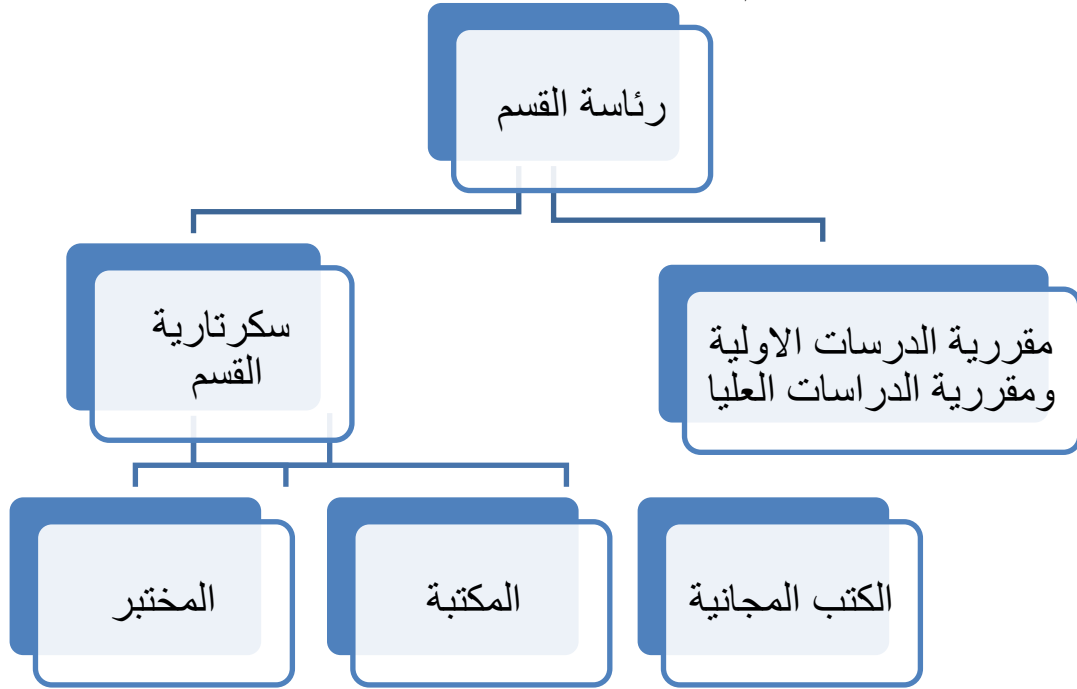 رئاسة القسم
مقررية الدرسات الاولية
ومقررية الدراسات العليا
سكرتارية
القسم
الكتب المجانية
المكتبة
المختبر